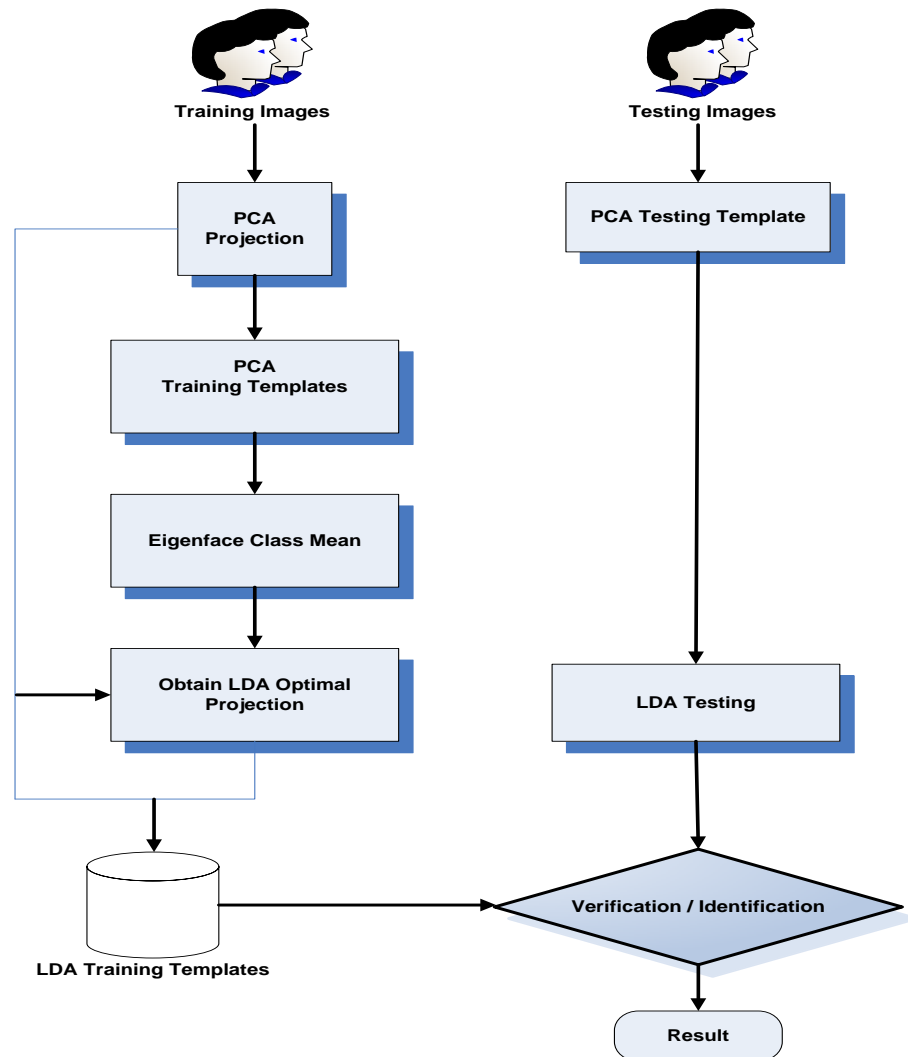 Training Images
Testing Images
PCA
Projection
PCA Testing Template
PCA
Training Templates
Eigenface Class Mean
Obtain LDA Optimal
Projection
LDA Testing
Verification / Identification
LDA Training Templates
Result